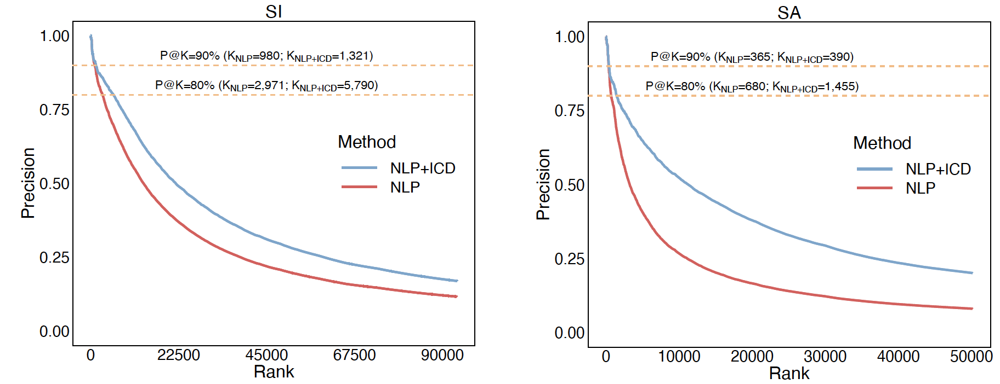 SI
1.00
0.75
0.50
0.25
0.00
Precision
P@K=90% (KNLP=980; KNLP+ICD=1,321)
P@K=80% (KNLP=2,971; KNLP+ICD=5,790)
Method
NLP+ICD
NLP
0 22500 45000 67500 90000
Rank
SA
1.00
0.75
0.50
0.25
0.00
Precision
P@K=90% (KNLP=365; KNLP+ICD=390)
P@K=80% (KNLP=680; KNLP+ICD=1,455)
Method
NLP+ICD
NLP
0 10000 20000 30000 40000 50000
Rank